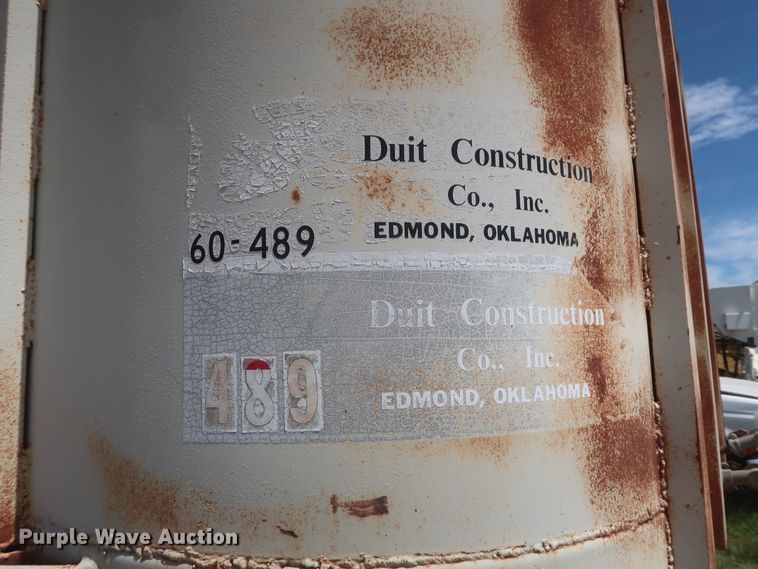 Duit Construction
Co., Inc.
60-489 EDMOND, OKLAHOMA
Duit Construction
Co., Inc.
489 EDMOND, OKLAHOMA
Purple Wave Auction